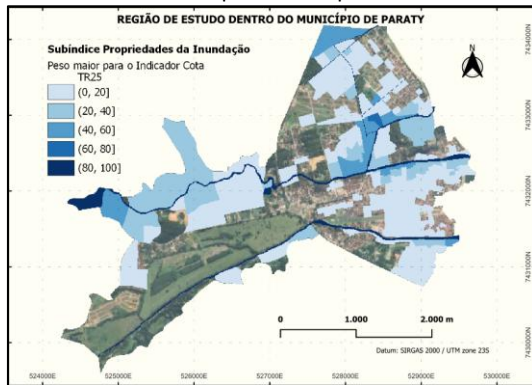 REGIÃO DE ESTUDO DENTRO DO MUNICÍPIO DE PARATY
Subíndice Propriedades da Inundação
Peso maior para o Indicador Cota
TR25
(0, 20]
(20, 40]
(40, 60]
(60, 80]
(80, 100]
N
7434000N
7433000N
7432000N
7431000N
7430000N
0 1.000 2.000 m
Datum: SIRGAS 2000 / UTM zone 23S
524000E 525000E 526000E 527000E 528000E 529000E 530000E